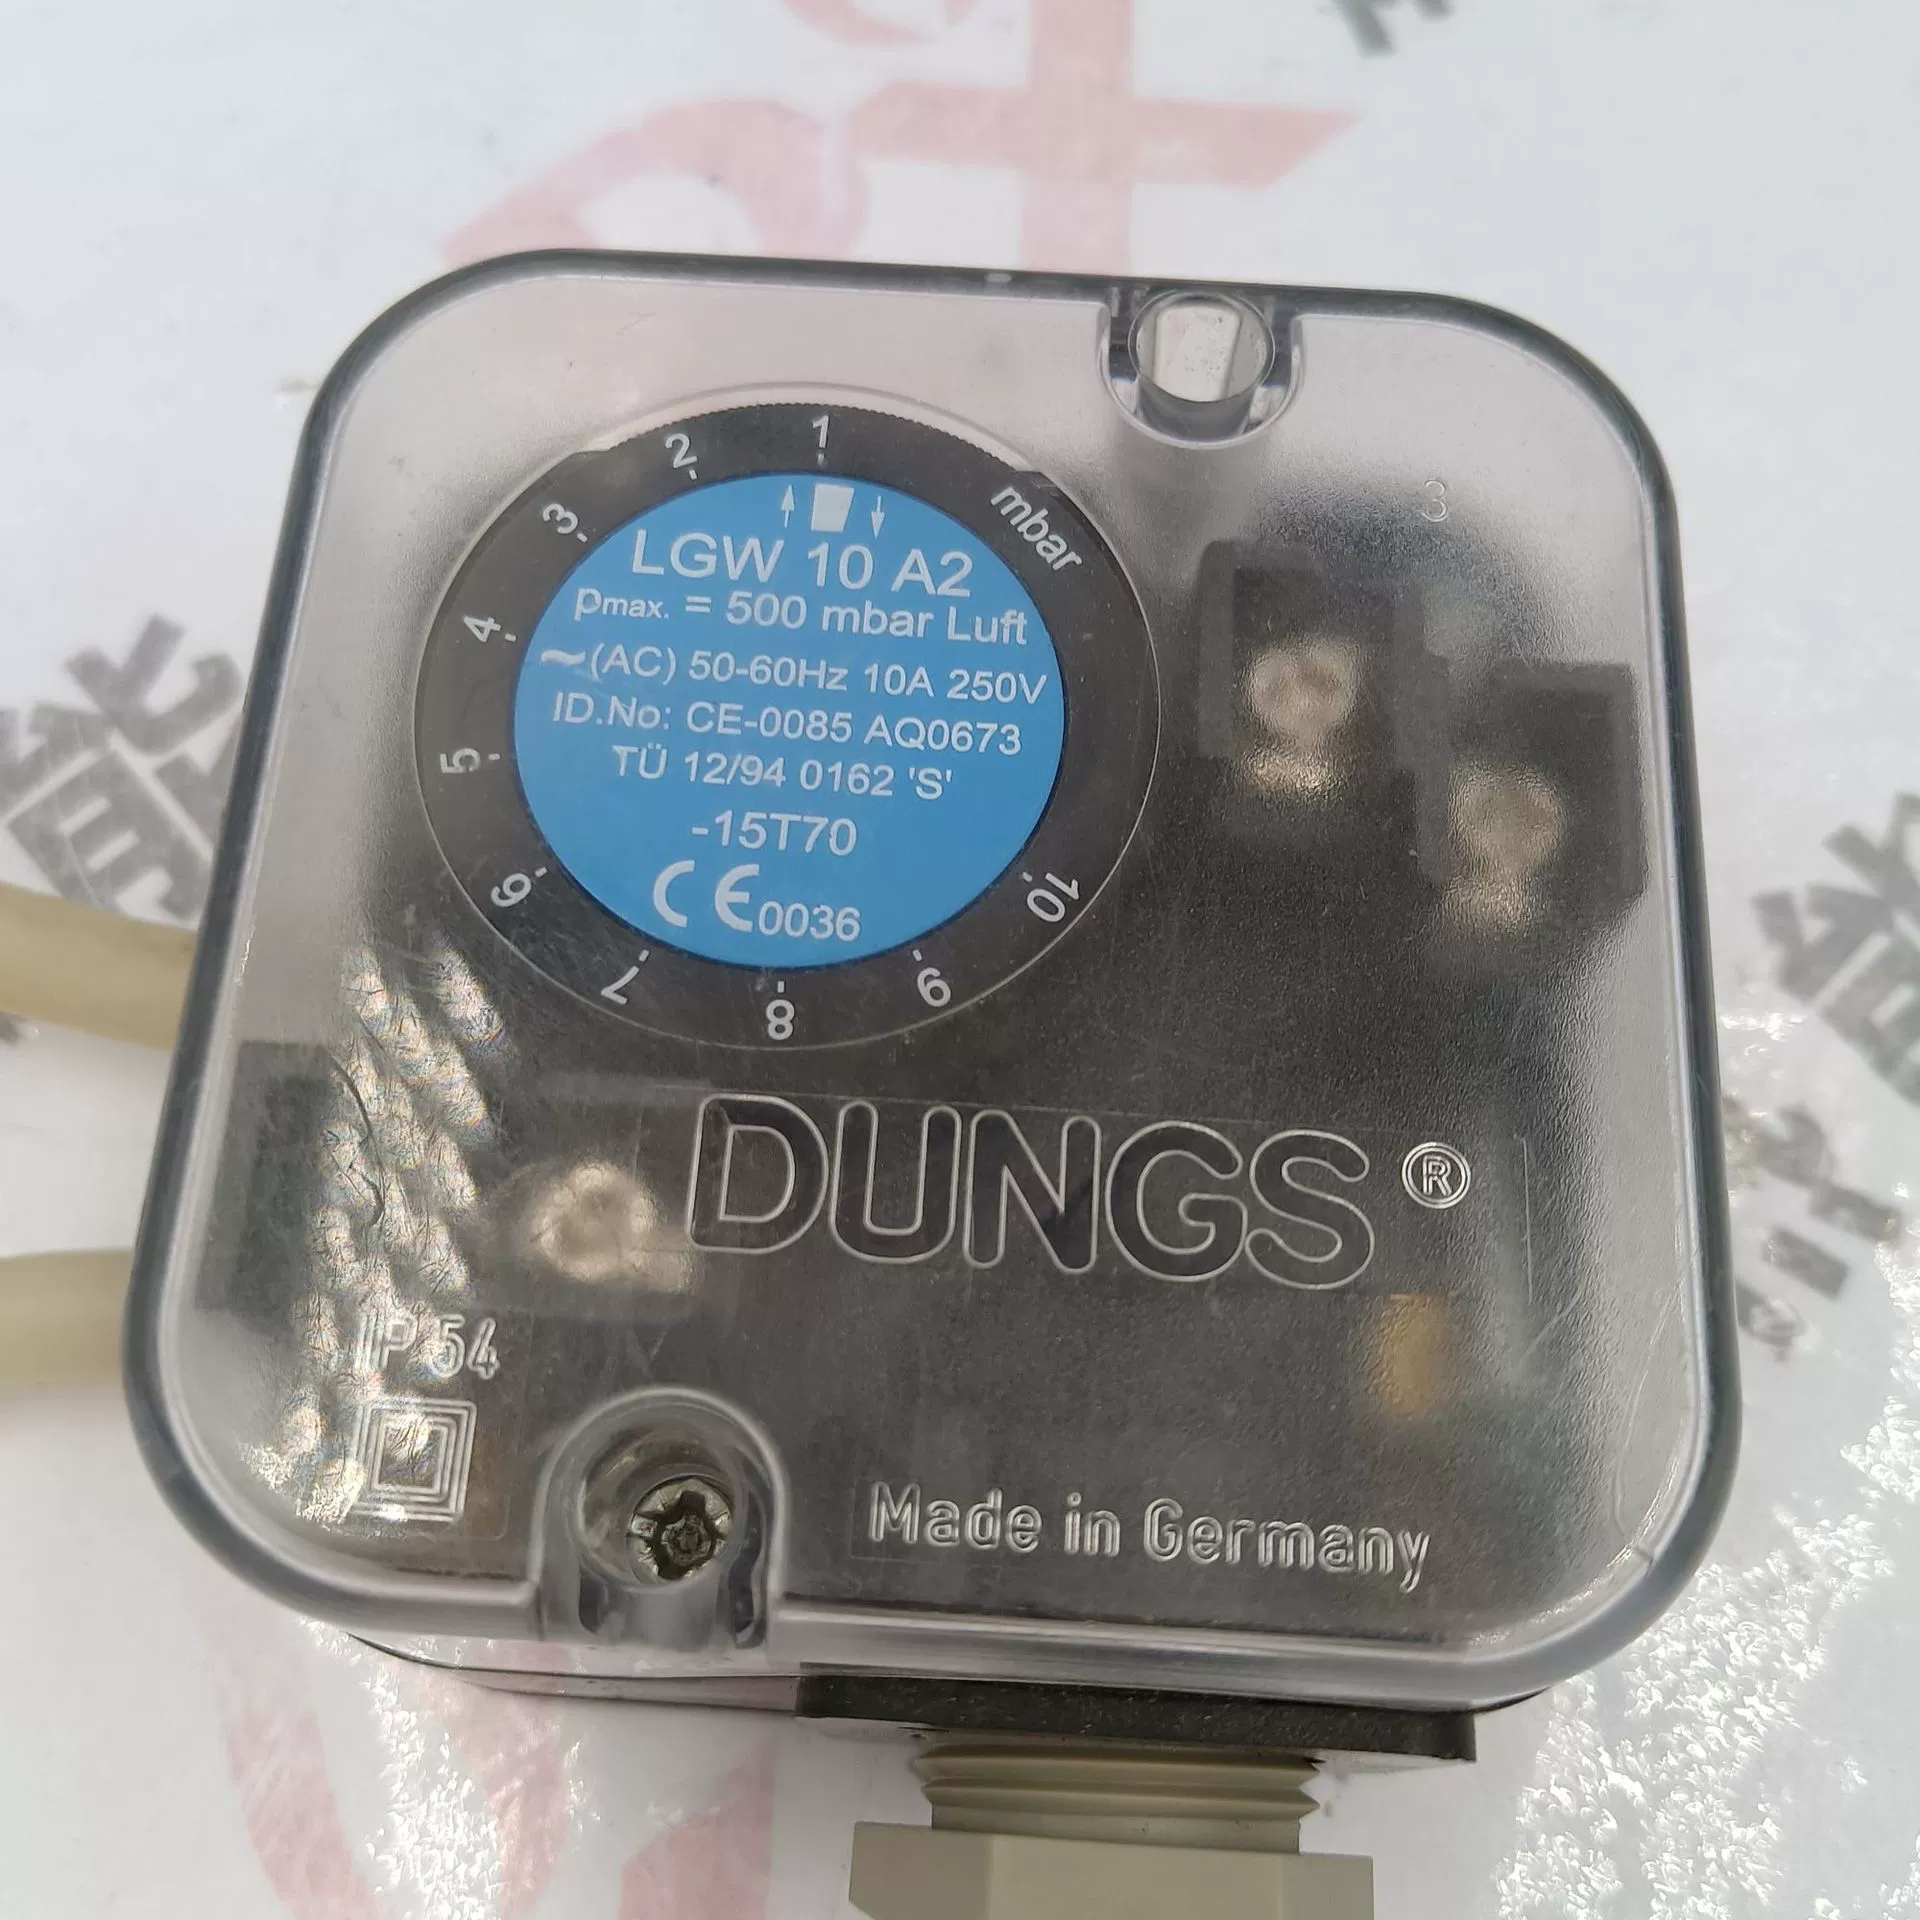 1
2
3
4
5
6
7
8
9
10
mbar
LGW 10 A2
pmax. = 500 mbar Luft
~(AC) 50-60Hz 10A 250V
ID.No: CE-0085 AQ0673
TÜ 12/94 0162 'S'
-15T70
CE0036
3
DUNGS®
IP 54
Made in Germany